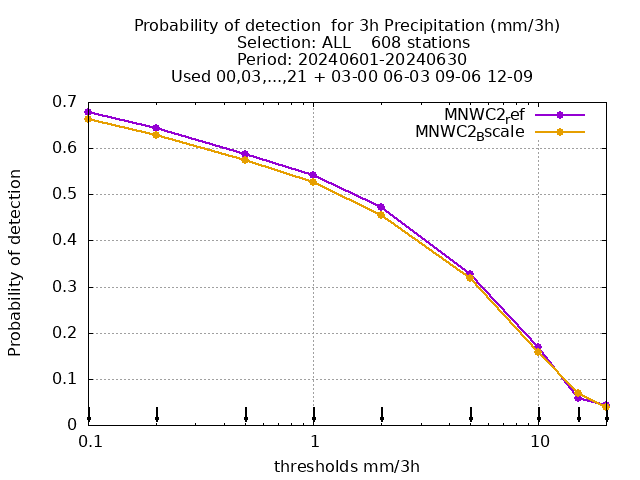 Probability of detection  for 3h Precipitation (mm/3h)
Selection: ALL    608 stations
Period: 20240601-20240630
Used 00,03,...,21 + 03-00 06-03 09-06 12-09
MNWC2ref
MNWC2Bscale
0.7
0.6
0.5
0.4
0.3
0.2
0.1
0
Probability of detection
0.1 1 10
thresholds mm/3h